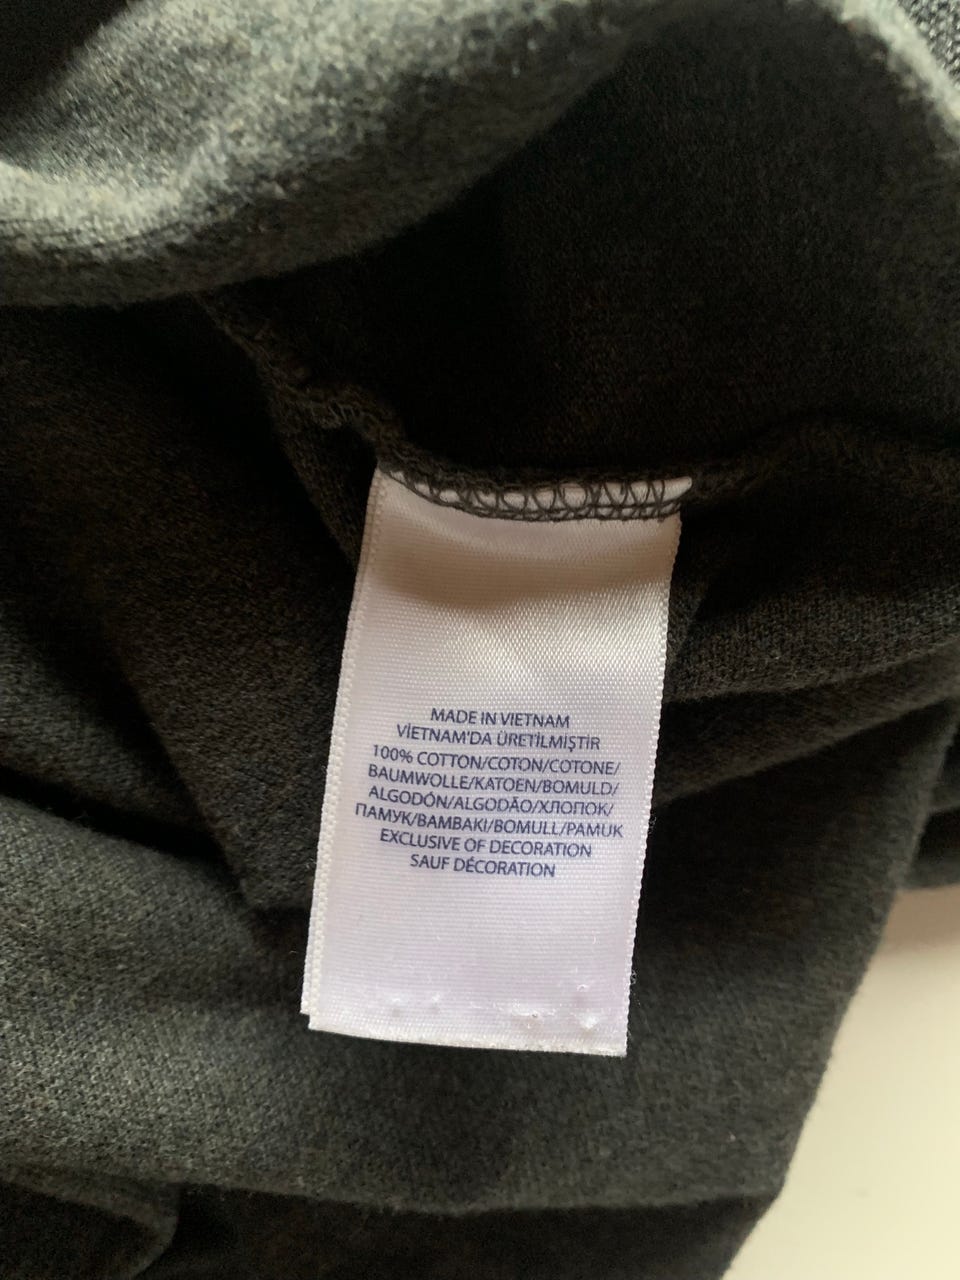 MADE IN VIETNAM
VİETNAM'DA ÜRETİLMİŞTİR
100% COTTON/COTON/COTONE/
BAUMWOLLE/KATOEN/BOMULD/
ALGODÓN/ALGODÃO/ХЛОПОК/
ПАМУК/BAMBAKI/BOMULL/PAMUK
EXCLUSIVE OF DECORATION
SAUF DÉCORATION